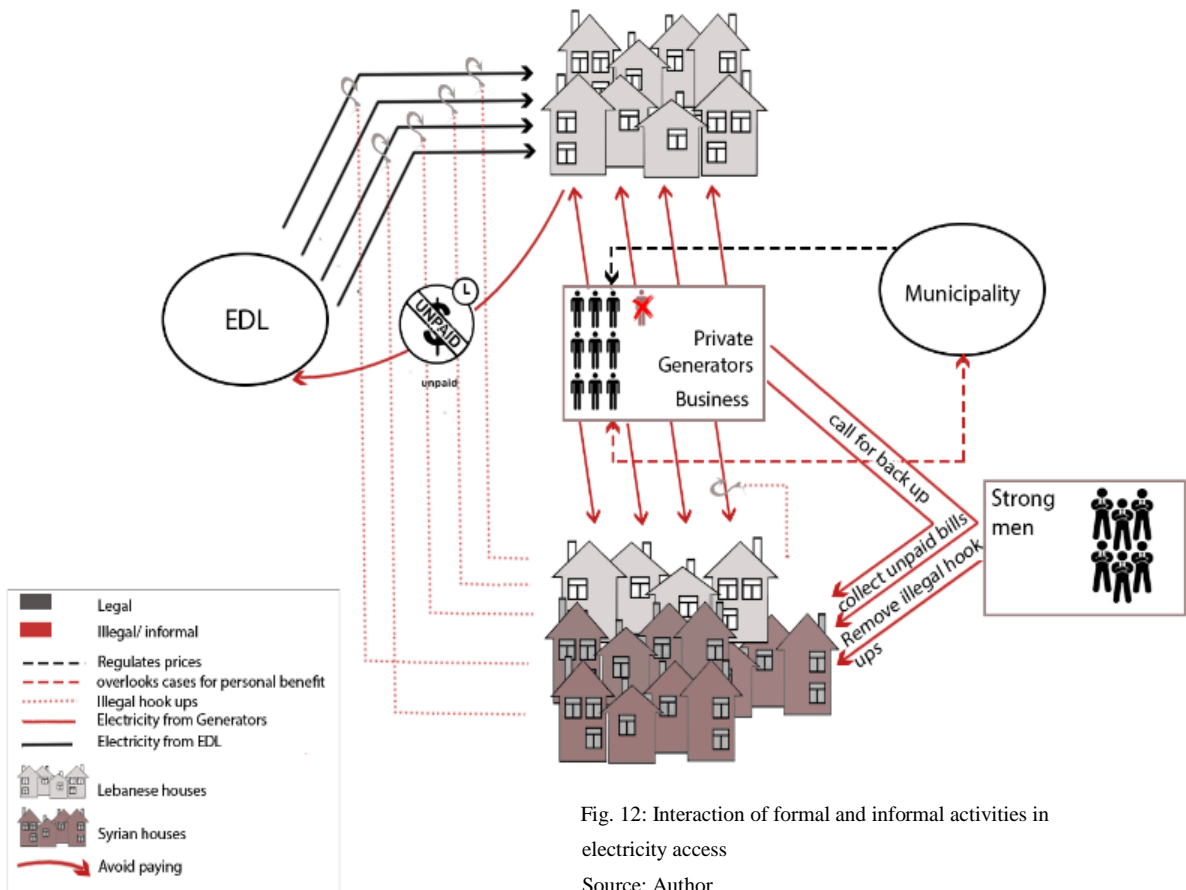 EDL
UNPAID
$
L
unpaid
Municipality
Private
Generators
Business
call for back up
collect unpaid bills
Remove illegal hook
ups
Strong
men
Legal
Illegal/ informal
Regulates prices
overlooks cases for personal benefit
Illegal hook ups
Electricity from Generators
Electricity from EDL
Lebanese houses
Syrian houses
Avoid paying
Fig. 12: Interaction of formal and informal activities in
electricity access
Source: Author